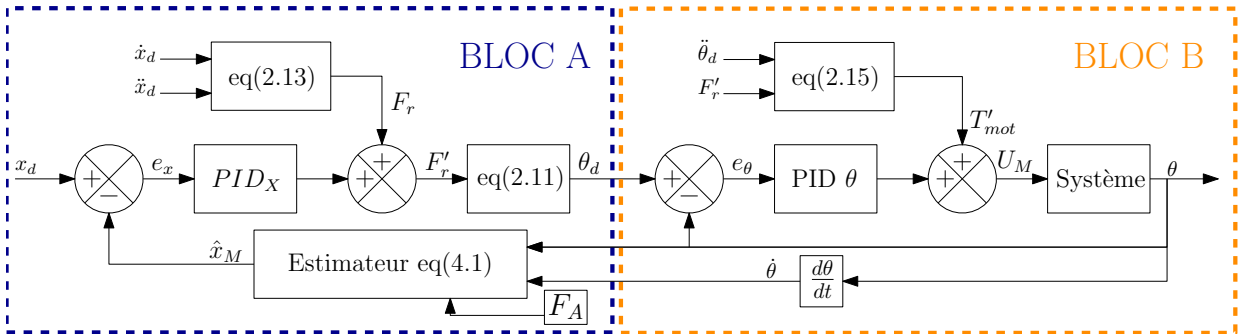 BLOC A
ẋ_d
ẍ_d
eq(2.13)
F_r
x_d
+
−
e_x
PID_X
+
+
F'_r
eq(2.11)
θ_d
x̂_M
Estimateur eq(4.1)
F_A
BLOC B
θ̈_d
F'_r
eq(2.15)
T'_mot
+
−
e_θ
PID θ
+
+
U_M
Système
θ
θ̇
dθ/dt